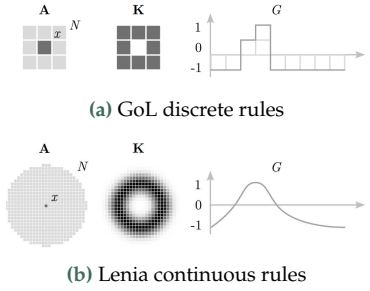 A K G
N
x
1
0
-1
(a) GoL discrete rules
A K G
N
x
1
0
-1
(b) Lenia continuous rules